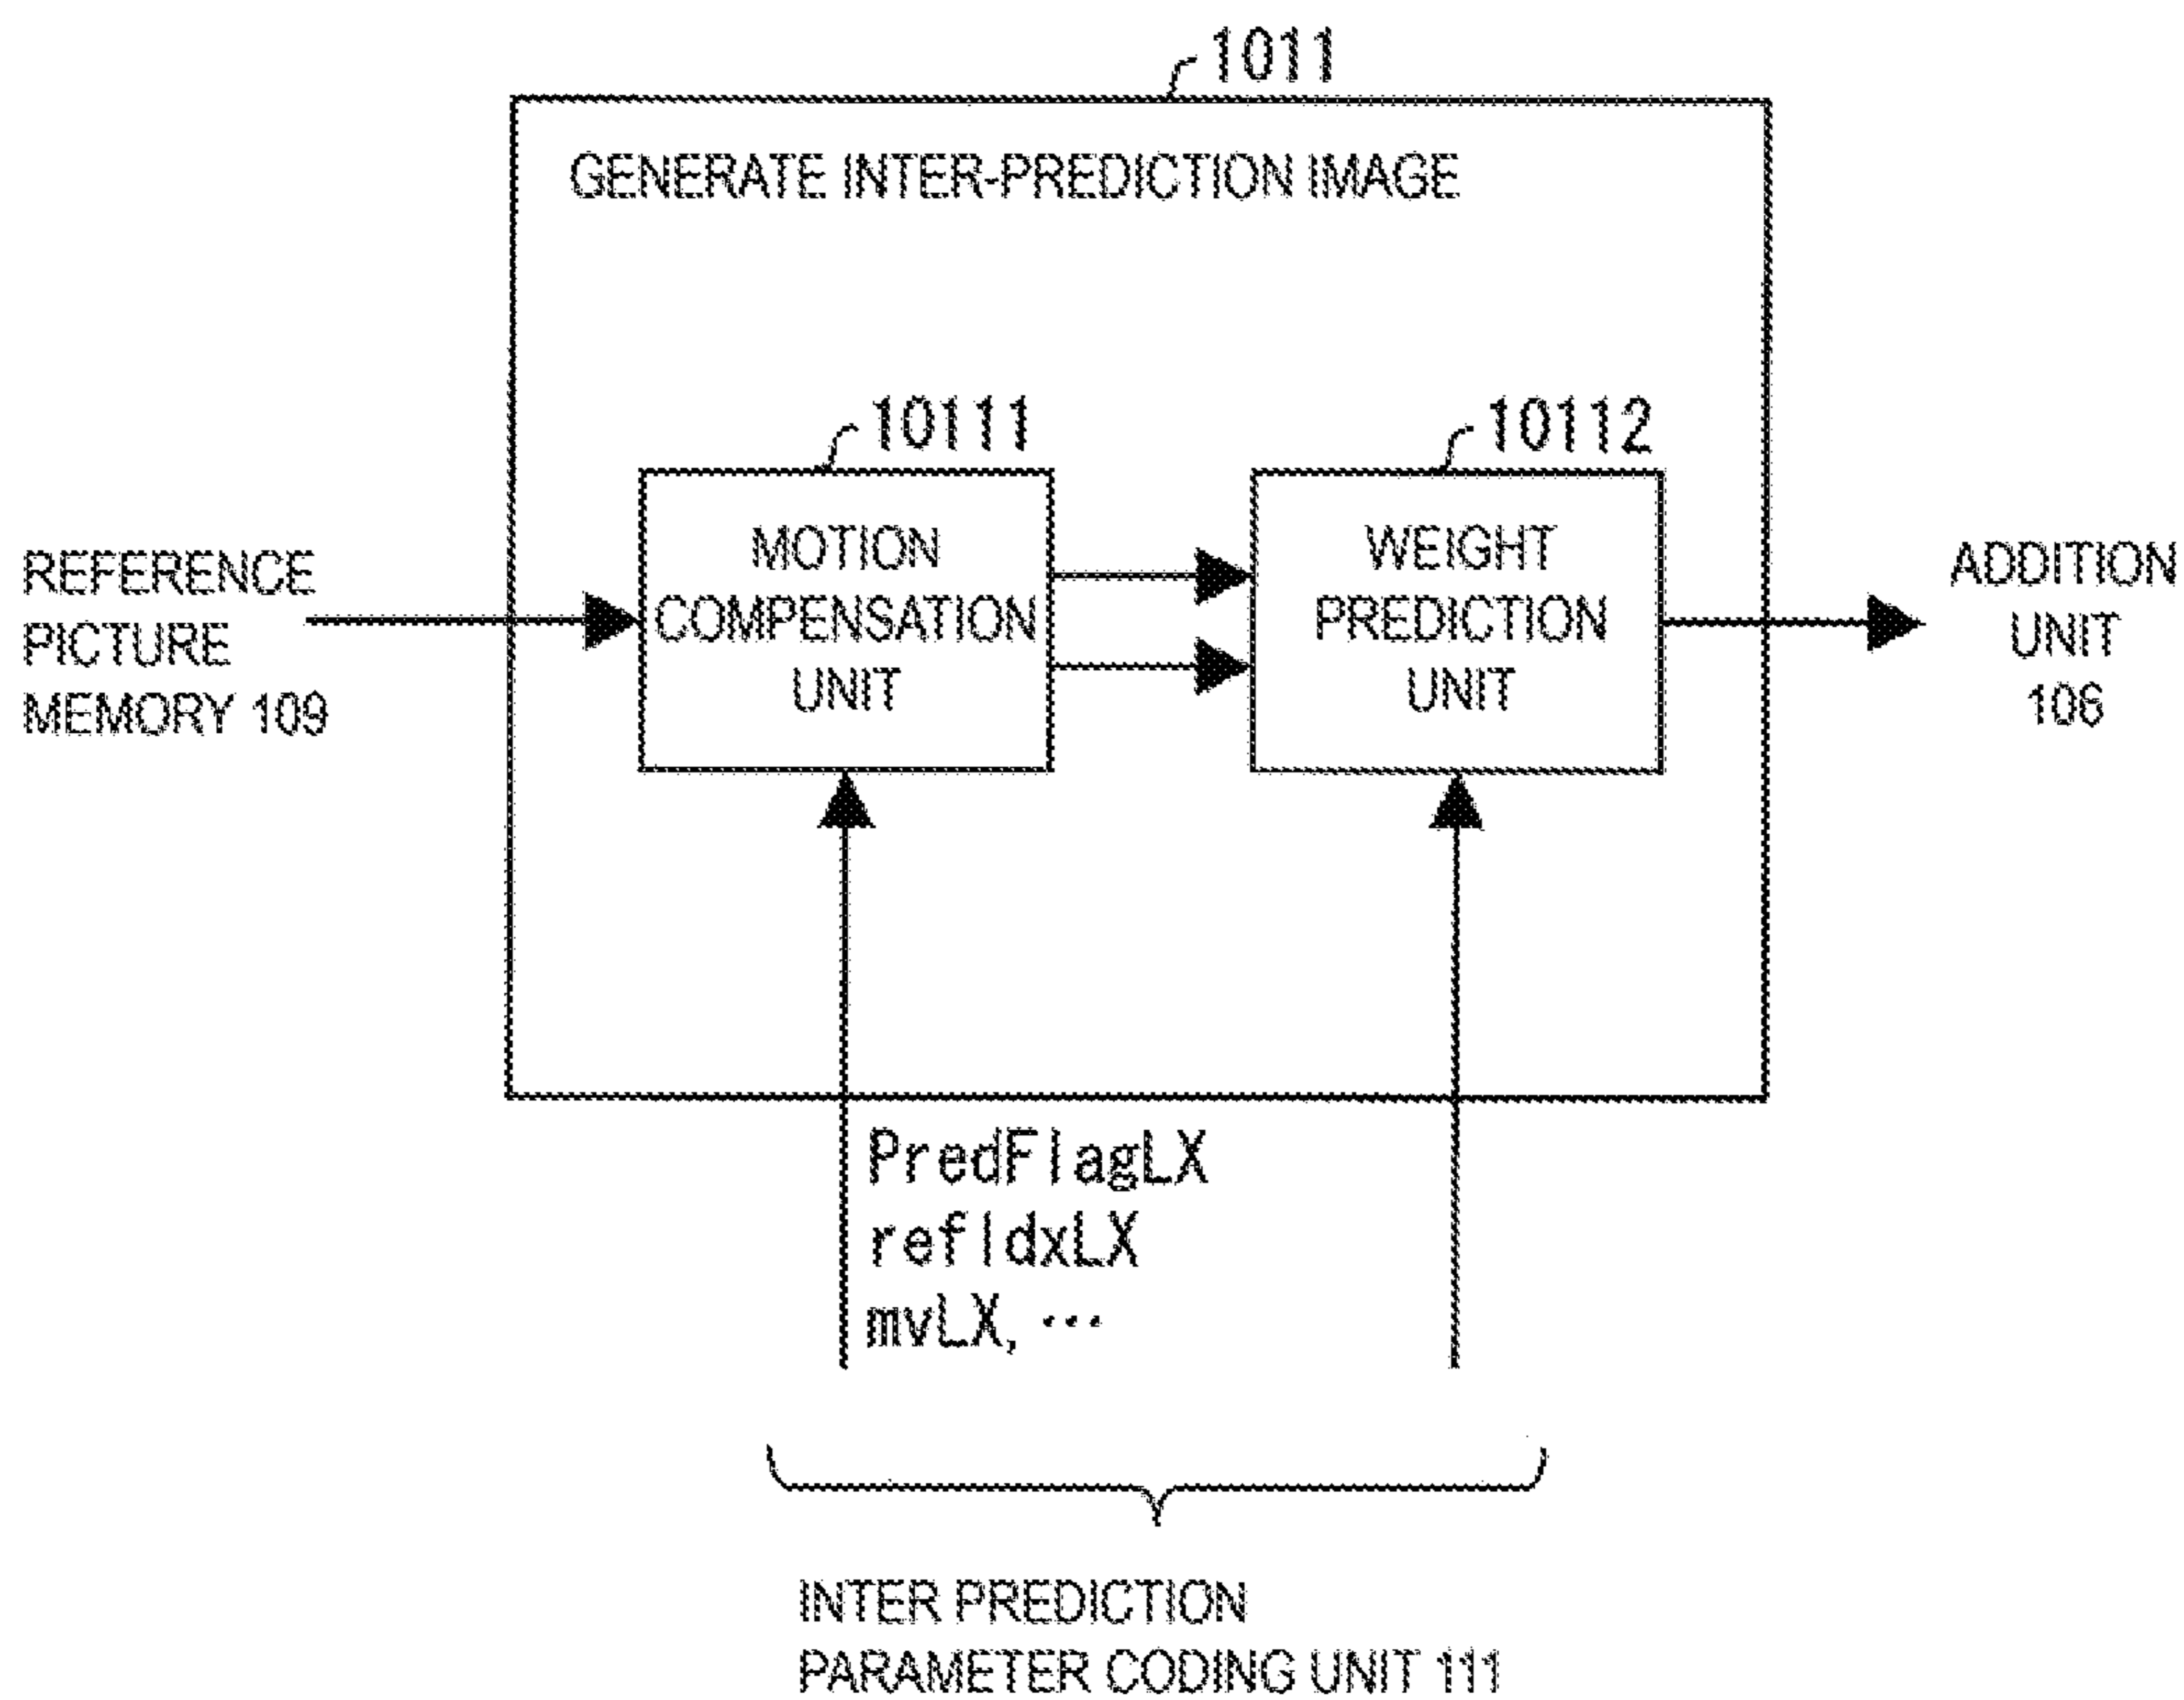 1011
GENERATE INTER-PREDICTION IMAGE
10111
10112
MOTION
COMPENSATION
UNIT
WEIGHT
PREDICTION
UNIT
REFERENCE
PICTURE
MEMORY 109
ADDITION
UNIT
106
PredFlagLX
refIdxLX
mvLX, ···
INTER PREDICTION
PARAMETER CODING UNIT 111